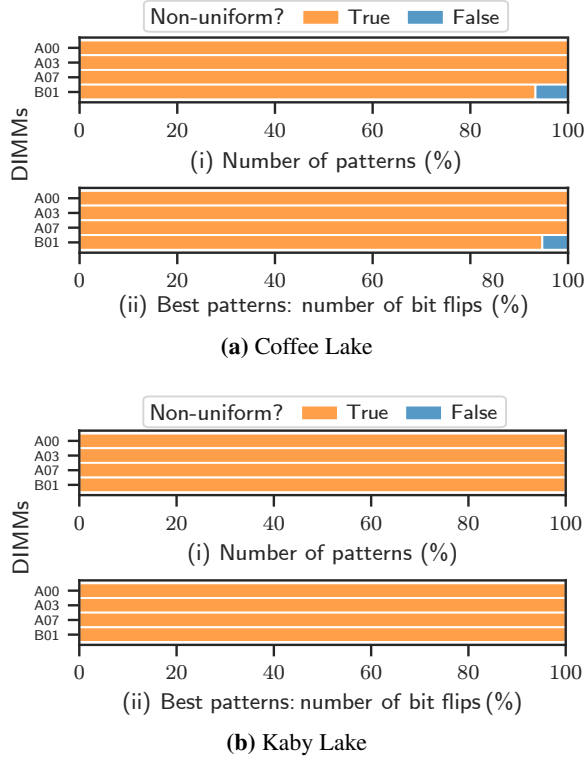 Non-uniform? True False
DIMMs
A00
A03
A07
B01
0 20 40 60 80 100
(i) Number of patterns (%)
A00
A03
A07
B01
0 20 40 60 80 100
(ii) Best patterns: number of bit flips (%)
(a) Coffee Lake
Non-uniform? True False
DIMMs
A00
A03
A07
B01
0 20 40 60 80 100
(i) Number of patterns (%)
A00
A03
A07
B01
0 20 40 60 80 100
(ii) Best patterns: number of bit flips (%)
(b) Kaby Lake